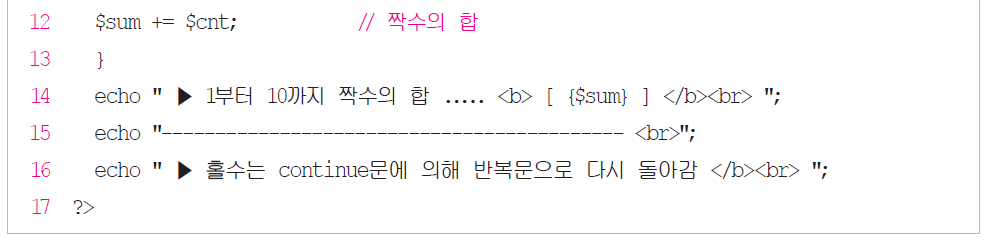 12 $sum += $cnt; // 짝수의 합
13 }
14 echo " ▶ 1부터 10까지 짝수의 합 ..... <b> [ {$sum} ] </b><br> ";
15 echo "------------------------------------------- <br>";
16 echo " ▶ 홀수는 continue문에 의해 반복문으로 다시 돌아감 </b><br> ";
17 ?>